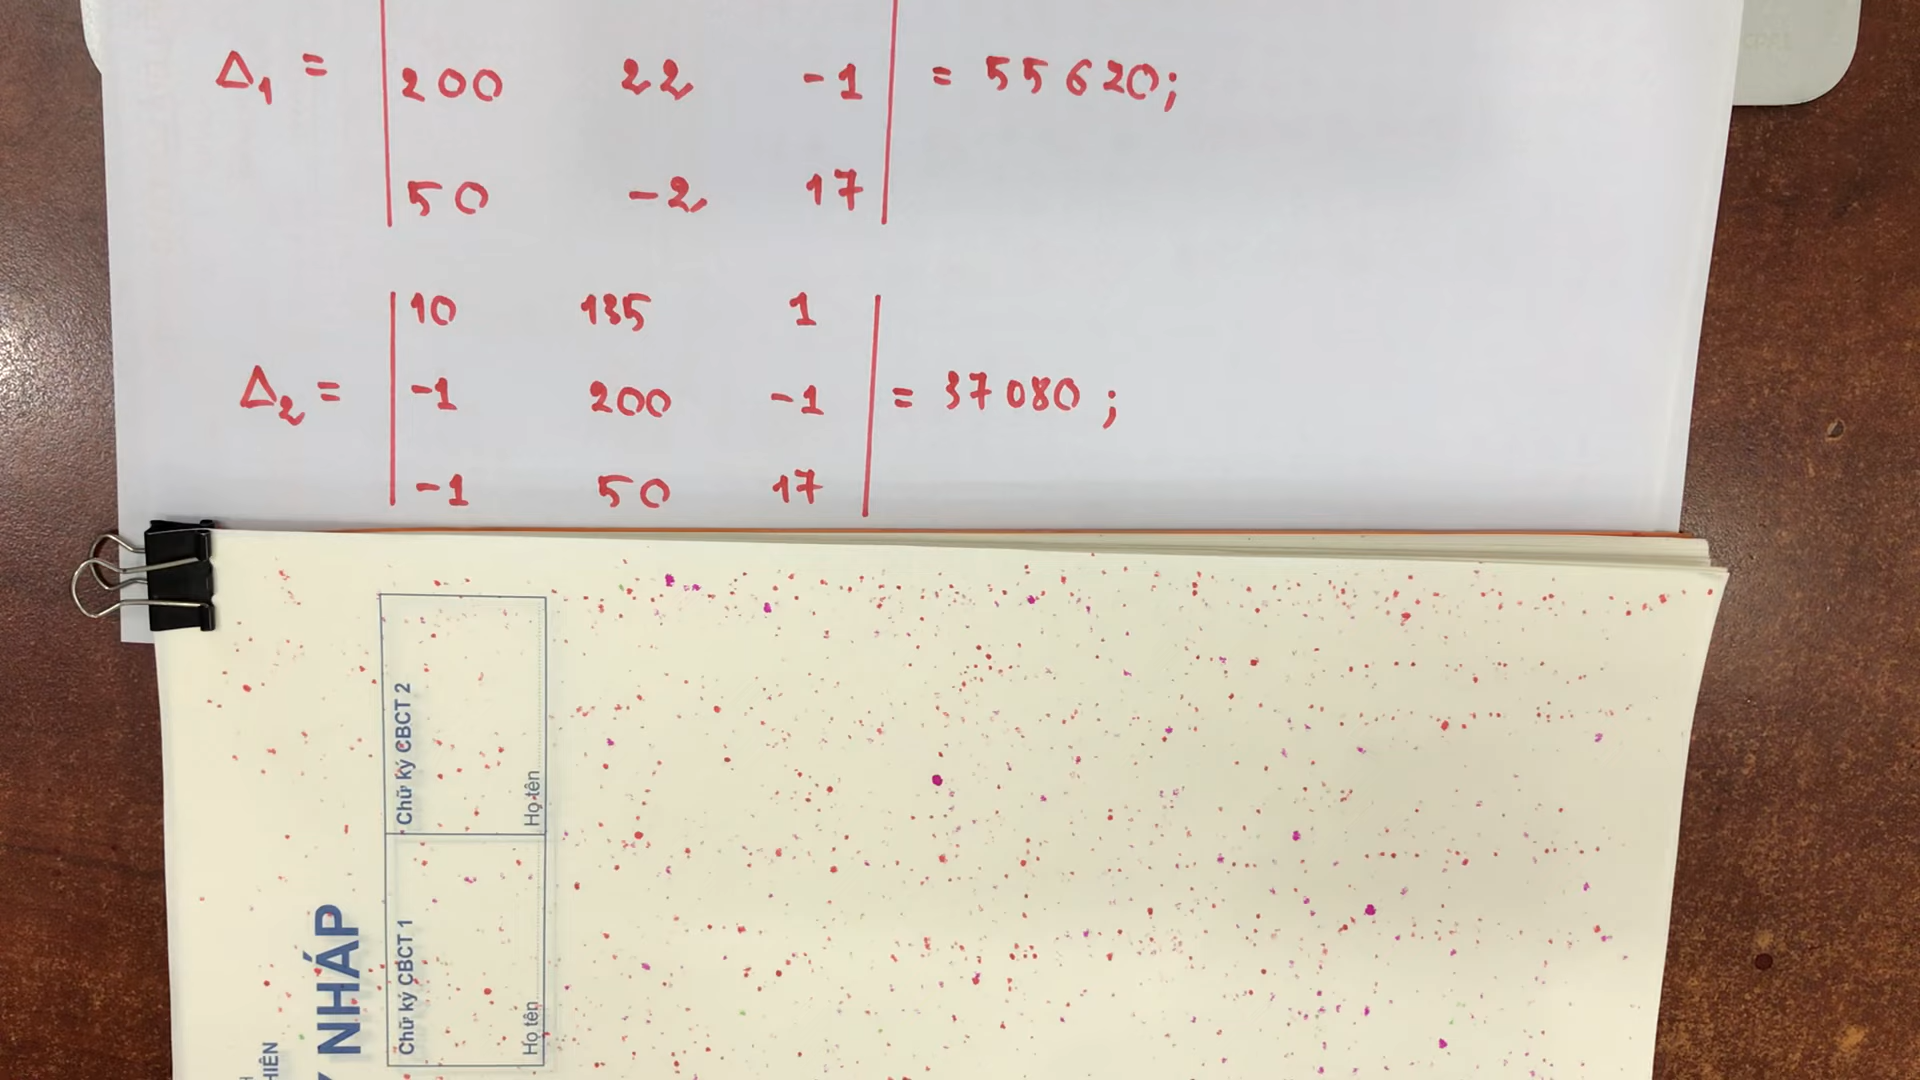 Δ₁ = | 200 22 -1 | = 55620;
50 -2 17
10 135 1
Δ₂ = | -1 200 -1 | = 37080 ;
-1 50 17
Chữ ký CBCT 2
Họ tên
Chữ ký CBCT 1
Họ tên
NHÁP